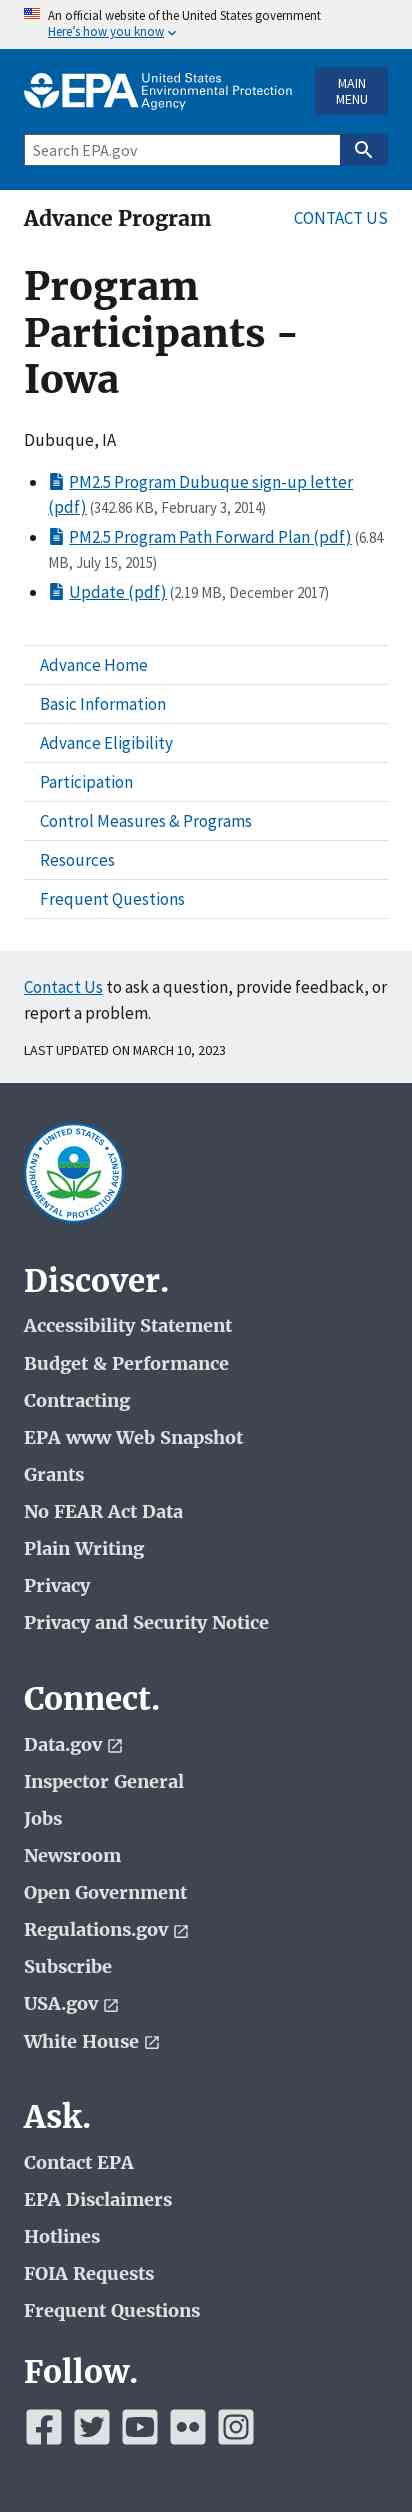 An official website of the United States government
Here's how you know
EPA United States
Environmental Protection
Agency
MAIN
MENU
Search EPA.gov
Advance Program
CONTACT US
Program
Participants -
Iowa
Dubuque, IA
PM2.5 Program Dubuque sign-up letter
(pdf) (342.86 KB, February 3, 2014)
PM2.5 Program Path Forward Plan (pdf) (6.84
MB, July 15, 2015)
Update (pdf) (2.19 MB, December 2017)
Advance Home
Basic Information
Advance Eligibility
Participation
Control Measures & Programs
Resources
Frequent Questions
Contact Us to ask a question, provide feedback, or
report a problem.
LAST UPDATED ON MARCH 10, 2023
UNITED STATES
ENVIRONMENTAL PROTECTION AGENCY
Discover.
Accessibility Statement
Budget & Performance
Contracting
EPA www Web Snapshot
Grants
No FEAR Act Data
Plain Writing
Privacy
Privacy and Security Notice
Connect.
Data.gov
Inspector General
Jobs
Newsroom
Open Government
Regulations.gov
Subscribe
USA.gov
White House
Ask.
Contact EPA
EPA Disclaimers
Hotlines
FOIA Requests
Frequent Questions
Follow.